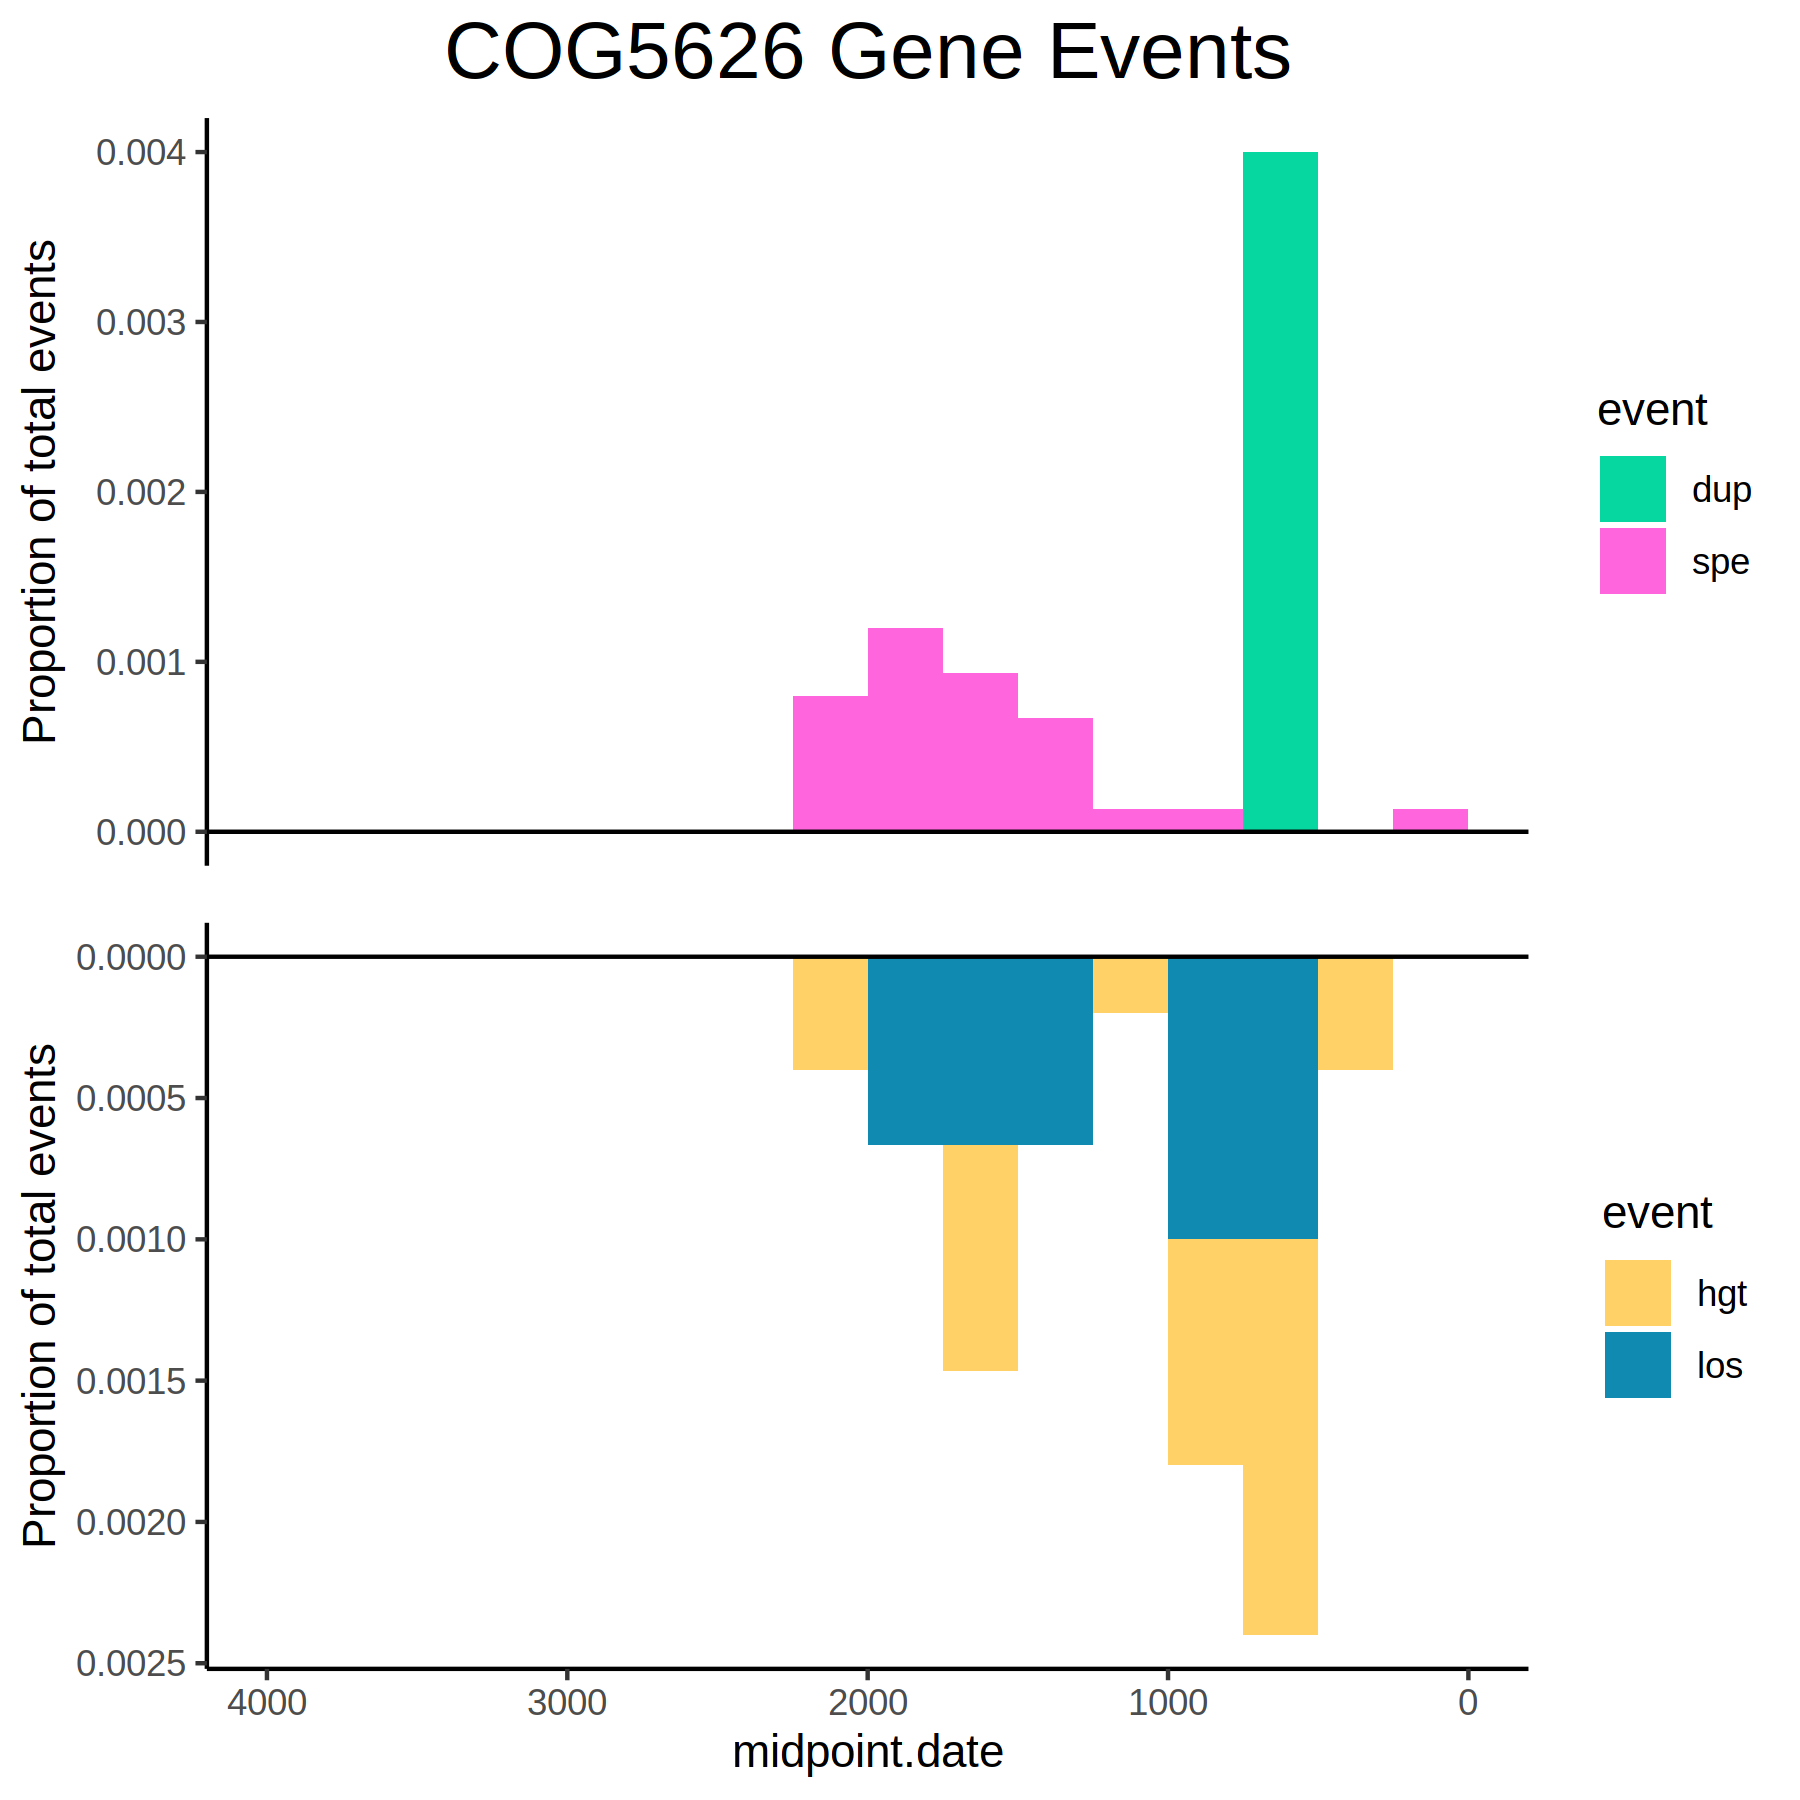 COG5626 Gene Events
Proportion of total events
0.004
0.003
0.002
0.001
0.000
event
dup
spe
Proportion of total events
0.0000
0.0005
0.0010
0.0015
0.0020
0.0025
event
hgt
los
4000 3000 2000 1000 0
midpoint.date